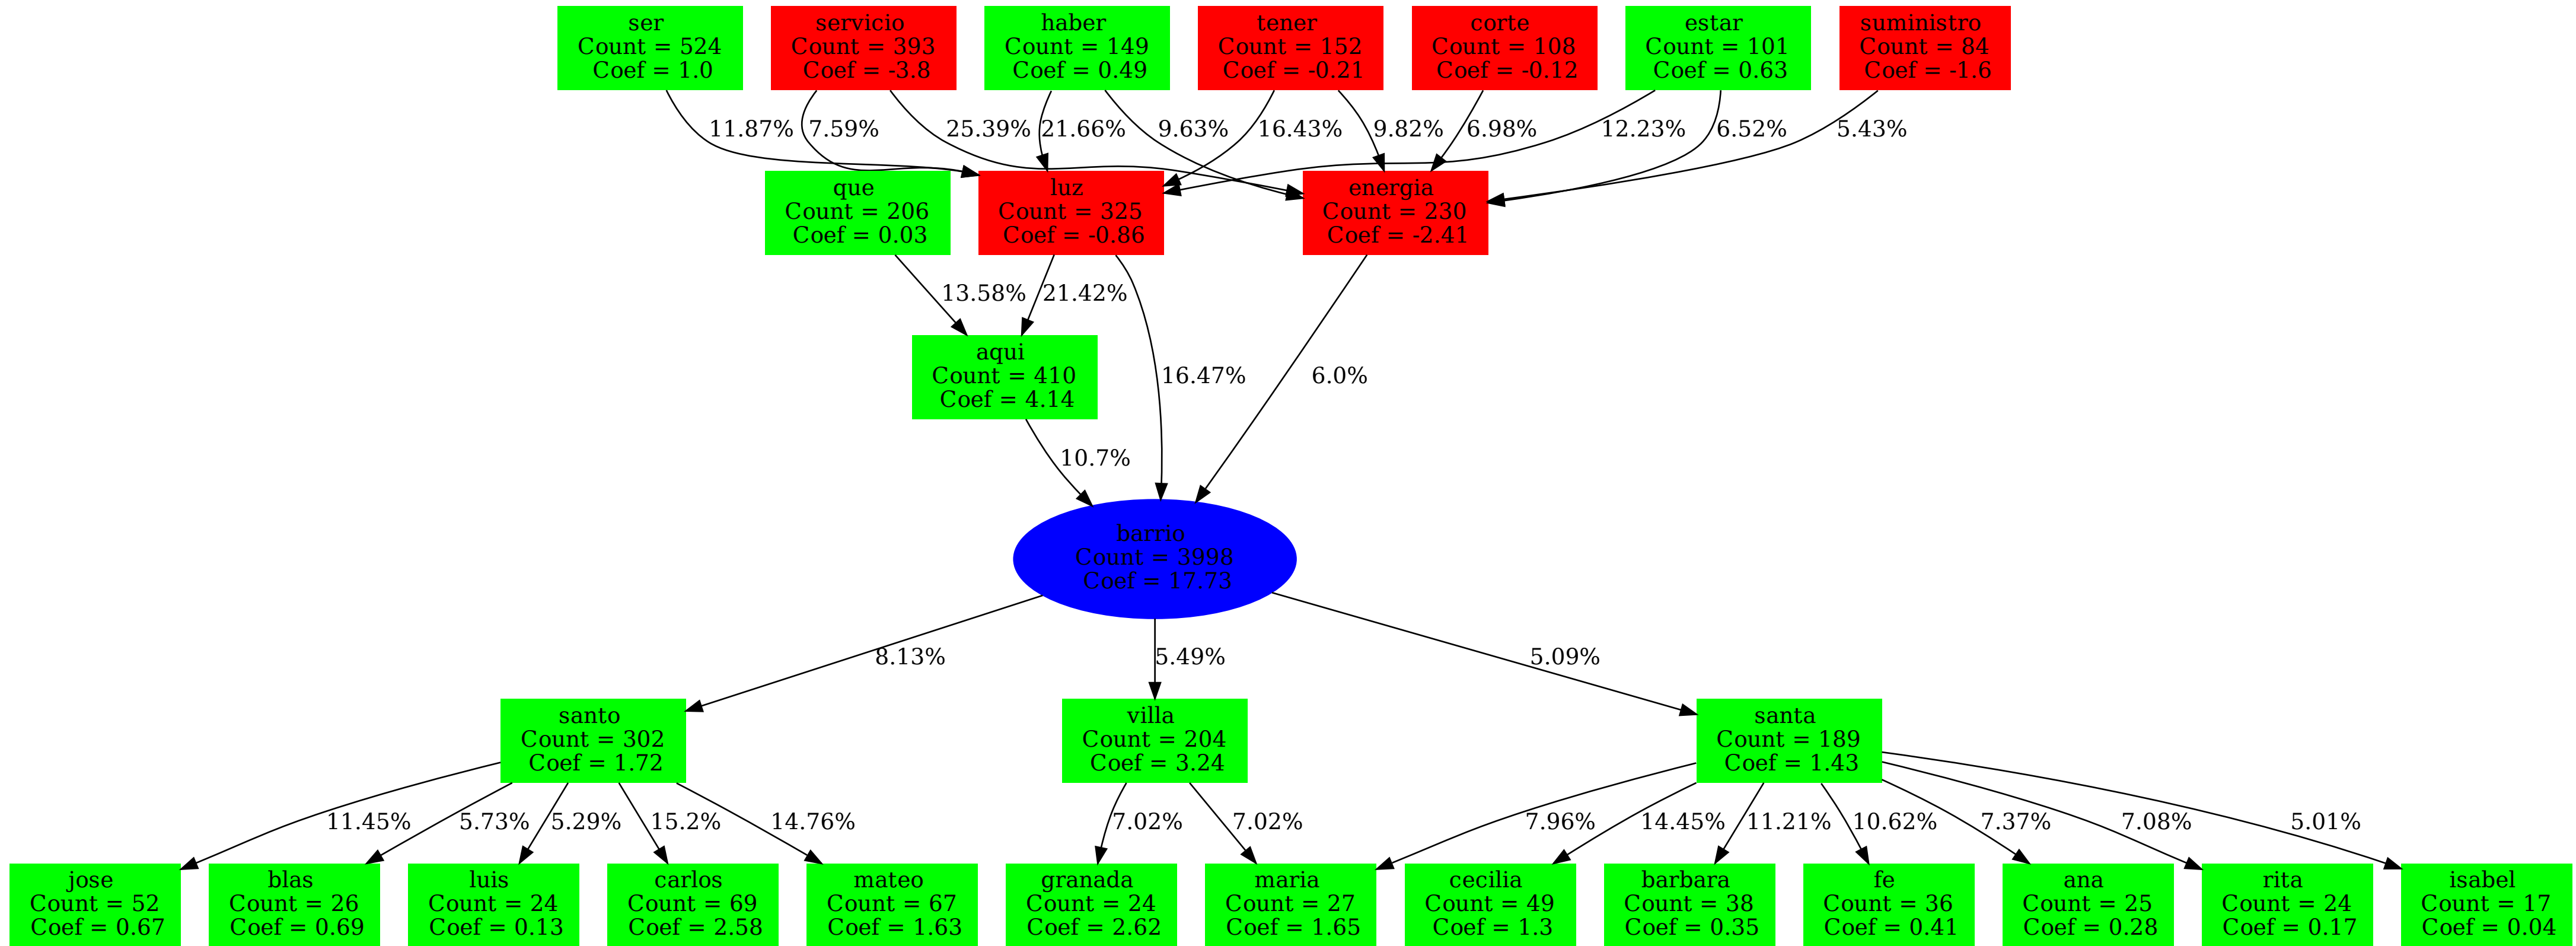 ser
Count = 524
Coef = 1.0
servicio
Count = 393
Coef = -3.8
haber
Count = 149
Coef = 0.49
tener
Count = 152
Coef = -0.21
corte
Count = 108
Coef = -0.12
estar
Count = 101
Coef = 0.63
suministro
Count = 84
Coef = -1.6
11.87%
7.59%
25.39%
21.66%
9.63%
16.43%
9.82%
6.98%
12.23%
6.52%
5.43%
que
Count = 206
Coef = 0.03
luz
Count = 325
Coef = -0.86
energia
Count = 230
Coef = -2.41
13.58%
21.42%
aqui
Count = 410
Coef = 4.14
16.47%
6.0%
10.7%
barrio
Count = 3998
Coef = 17.73
8.13%
5.49%
5.09%
santo
Count = 302
Coef = 1.72
villa
Count = 204
Coef = 3.24
santa
Count = 189
Coef = 1.43
11.45%
5.73%
5.29%
15.2%
14.76%
7.02%
7.02%
7.96%
14.45%
11.21%
10.62%
7.37%
7.08%
5.01%
jose
Count = 52
Coef = 0.67
blas
Count = 26
Coef = 0.69
luis
Count = 24
Coef = 0.13
carlos
Count = 69
Coef = 2.58
mateo
Count = 67
Coef = 1.63
granada
Count = 24
Coef = 2.62
maria
Count = 27
Coef = 1.65
cecilia
Count = 49
Coef = 1.3
barbara
Count = 38
Coef = 0.35
fe
Count = 36
Coef = 0.41
ana
Count = 25
Coef = 0.28
rita
Count = 24
Coef = 0.17
isabel
Count = 17
Coef = 0.04